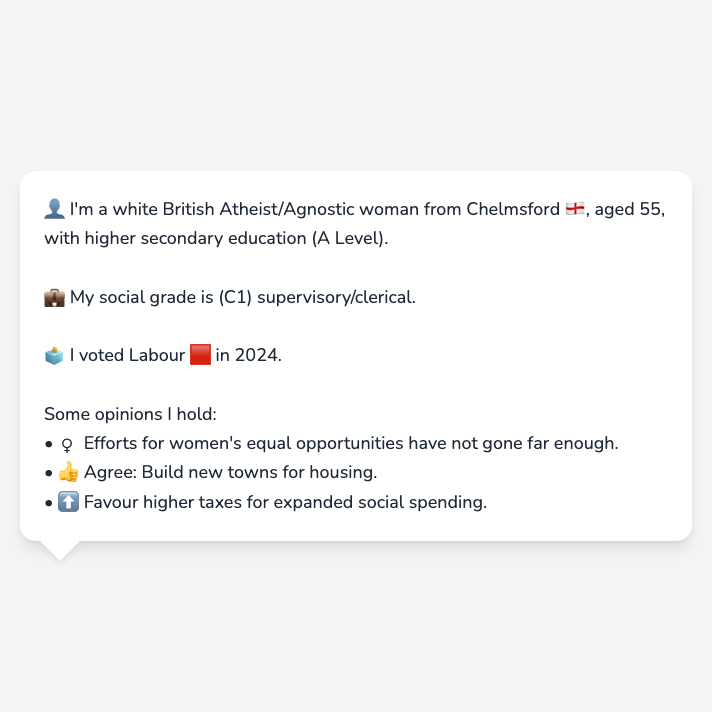 👤 I'm a white British Atheist/Agnostic woman from Chelmsford 🏴󠁧󠁢󠁥󠁮󠁧󠁿, aged 55,
with higher secondary education (A Level).
💼 My social grade is (C1) supervisory/clerical.
🗳️ I voted Labour 🟥 in 2024.
Some opinions I hold:
• ♀️ Efforts for women's equal opportunities have not gone far enough.
• 👍 Agree: Build new towns for housing.
• ⬆️ Favour higher taxes for expanded social spending.